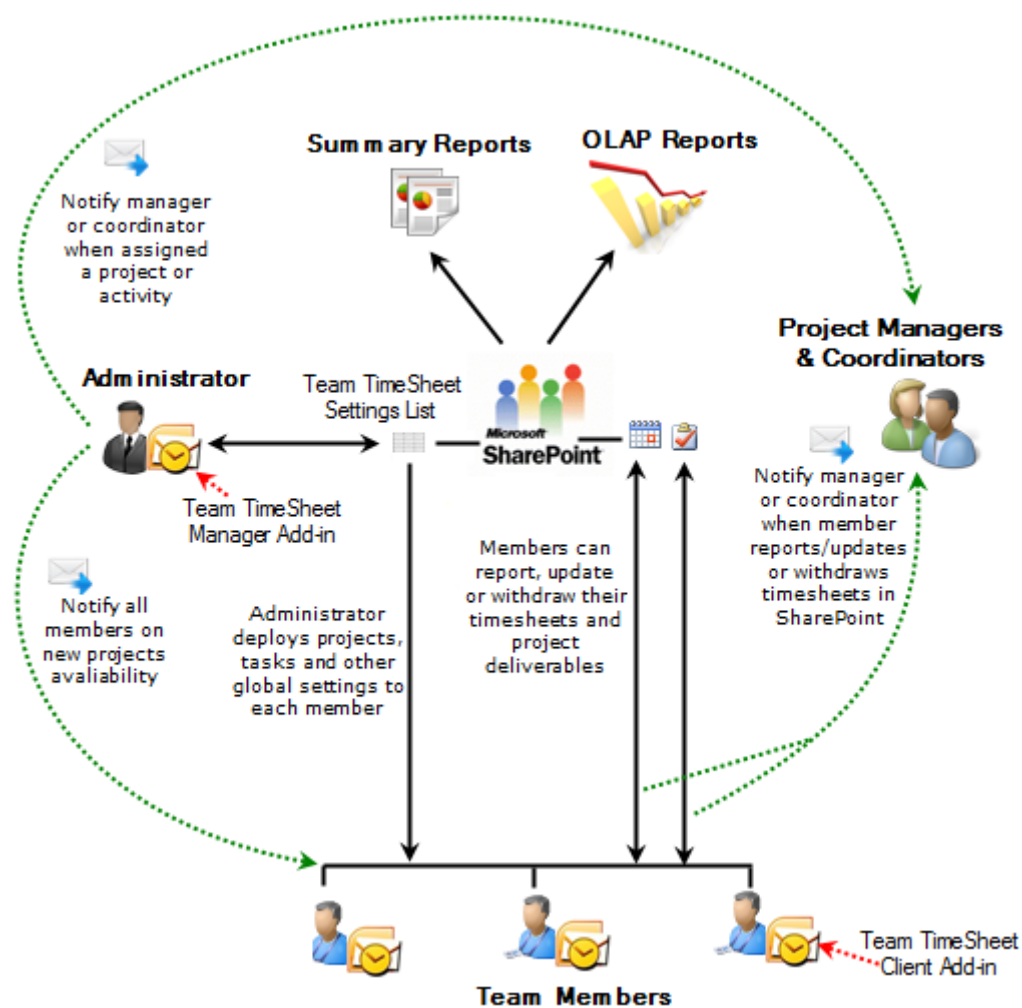 Summary Reports
OLAP Reports
Notify manager
or coordinator
when assigned
a project or
activity
Project Managers
& Coordinators
Administrator
Team TimeSheet
Settings List
Microsoft
SharePoint
Team TimeSheet
Manager Add-in
Notify manager
or coordinator
when member
reports/updates
or withdraws
timesheets in
SharePoint
Members can
report, update
or withdraw their
timesheets and
project
deliverables
Notify all
members on
new projects
avaliability
Administrator
deploys projects,
tasks and other
global settings to
each member
Team TimeSheet
Client Add-in
Team Members